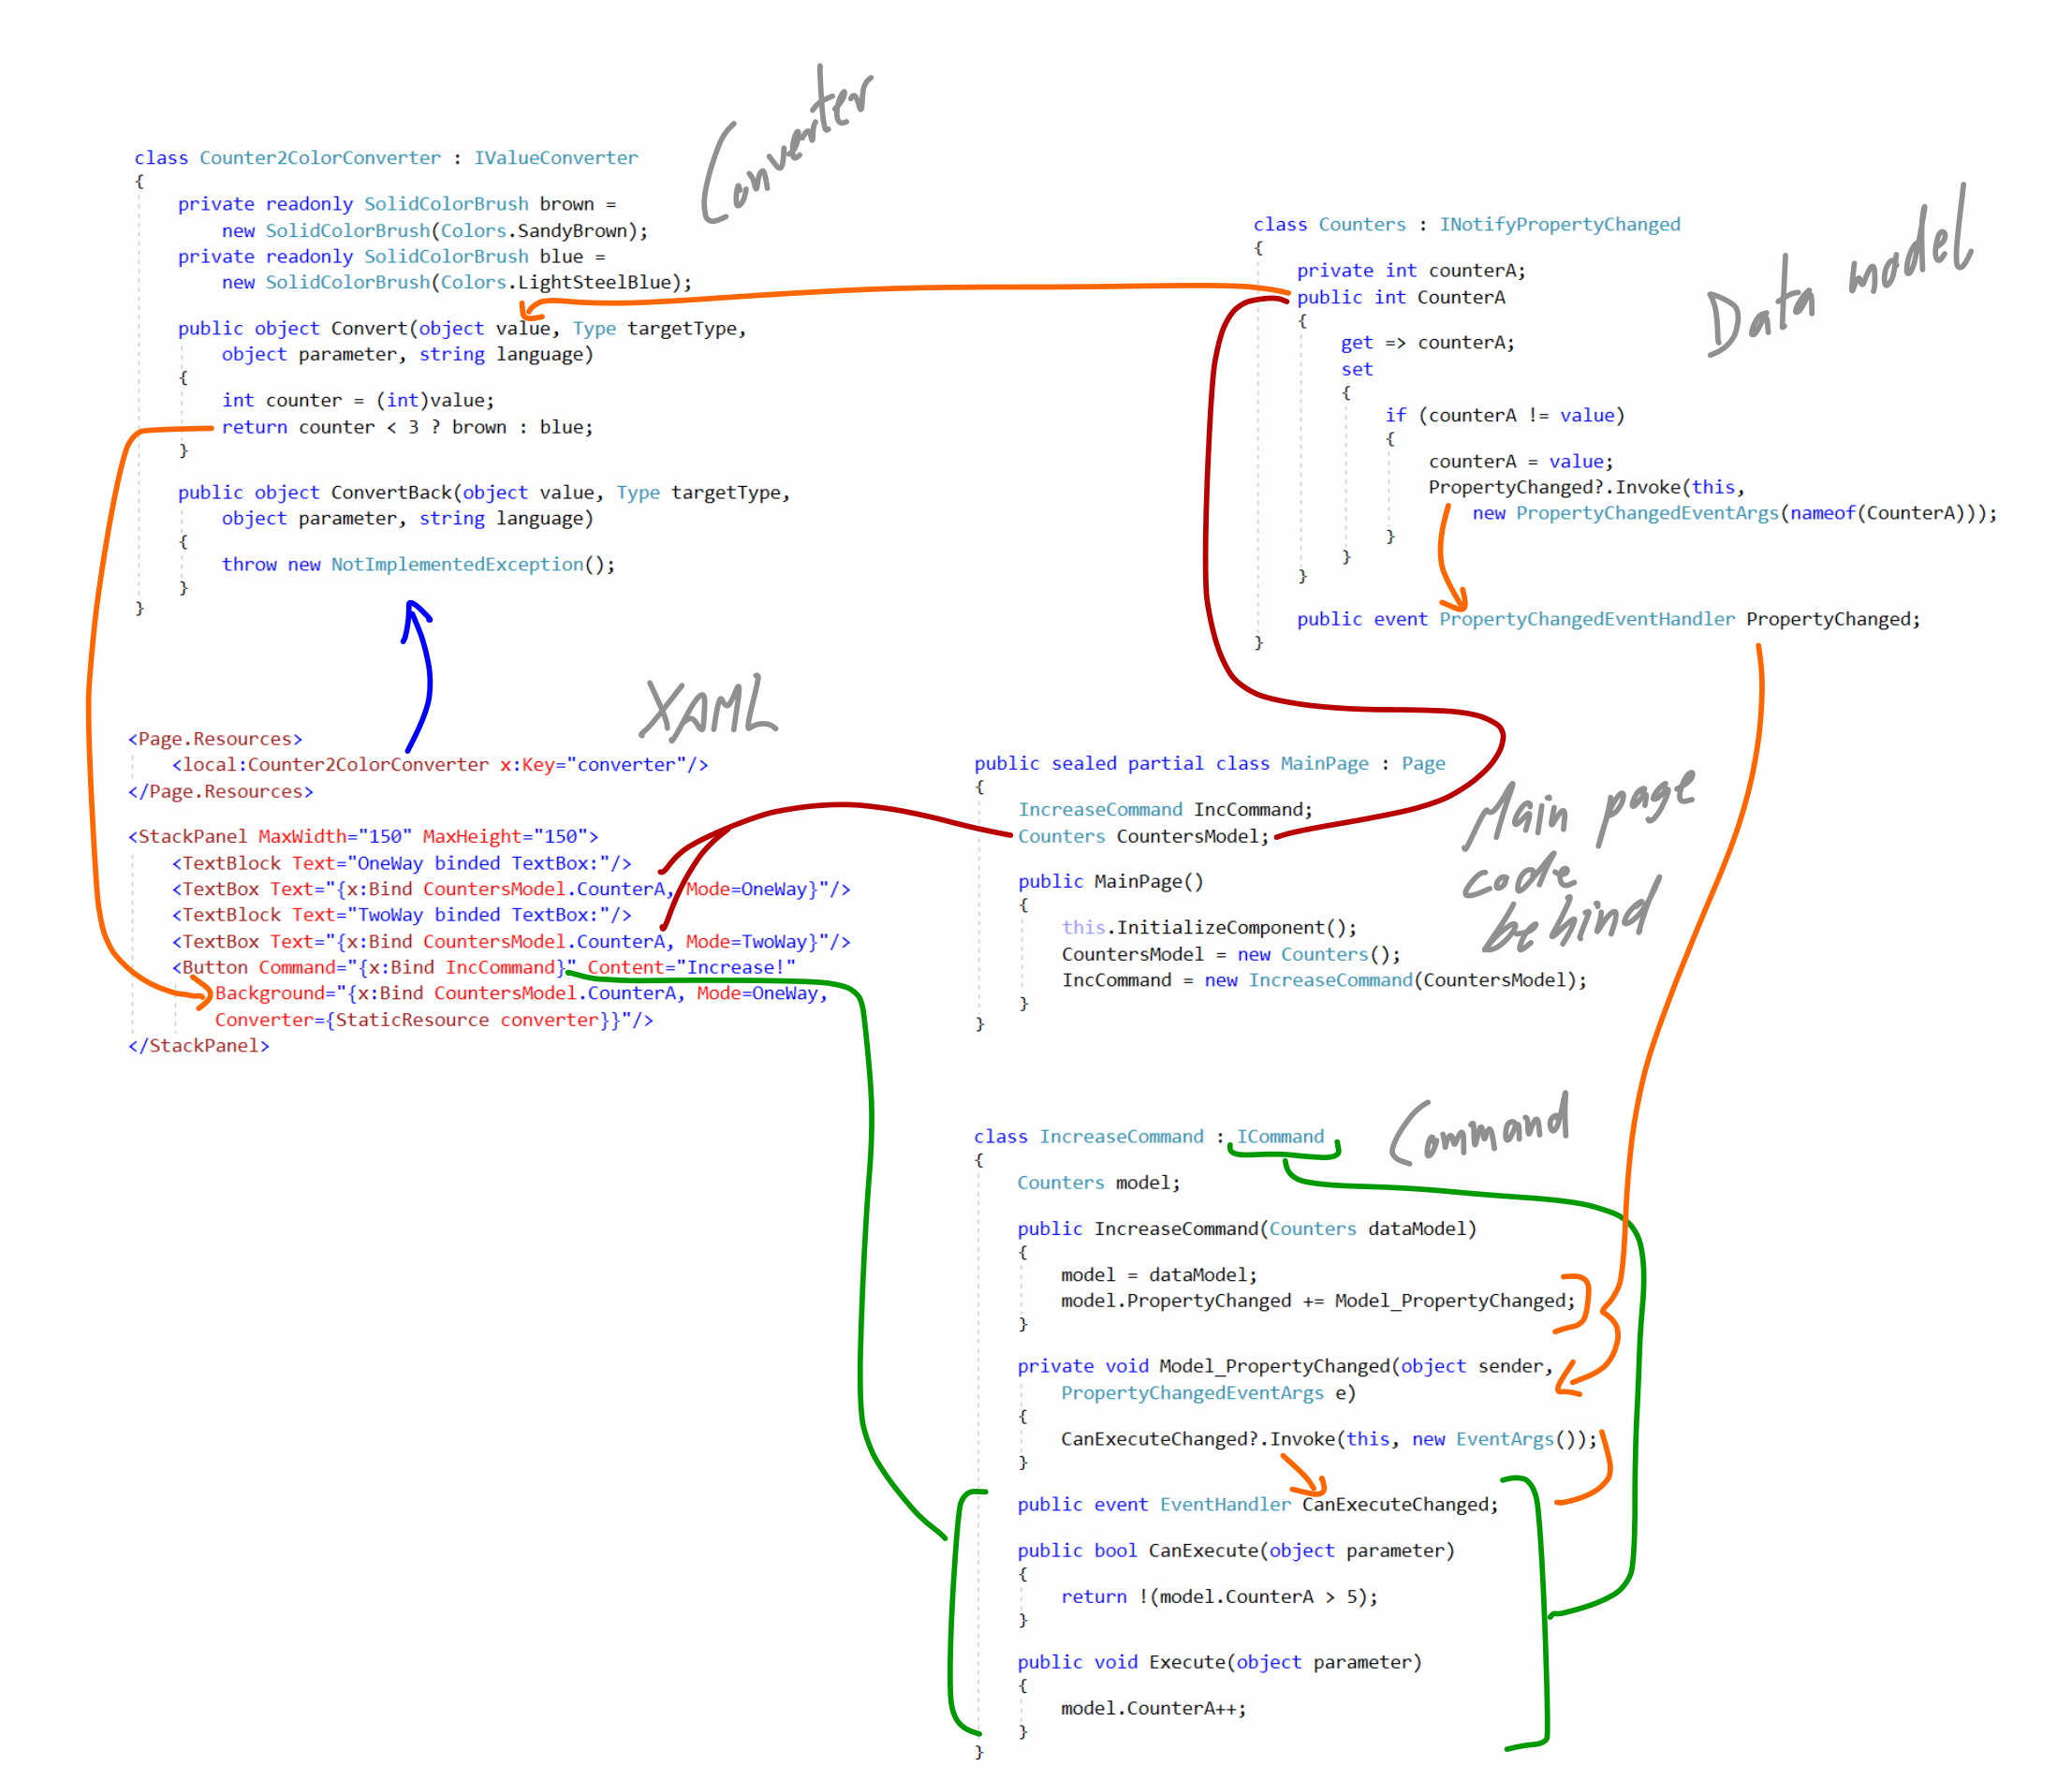 Converter
class Counter2ColorConverter : IValueConverter
{
private readonly SolidColorBrush brown =
new SolidColorBrush(Colors.SandyBrown);
private readonly SolidColorBrush blue =
new SolidColorBrush(Colors.LightSteelBlue);
public object Convert(object value, Type targetType,
object parameter, string language)
{
int counter = (int)value;
return counter < 3 ? brown : blue;
}
public object ConvertBack(object value, Type targetType,
object parameter, string language)
{
throw new NotImplementedException();
}
}
Data model
class Counters : INotifyPropertyChanged
{
private int counterA;
public int CounterA
{
get => counterA;
set
{
if (counterA != value)
{
counterA = value;
PropertyChanged?.Invoke(this,
new PropertyChangedEventArgs(nameof(CounterA)));
}
}
}
public event PropertyChangedEventHandler PropertyChanged;
}
XAML
<Page.Resources>
<local:Counter2ColorConverter x:Key="converter"/>
</Page.Resources>
<StackPanel MaxWidth="150" MaxHeight="150">
<TextBlock Text="OneWay binded TextBox:"/>
<TextBox Text="{x:Bind CountersModel.CounterA, Mode=OneWay}"/>
<TextBlock Text="TwoWay binded TextBox:"/>
<TextBox Text="{x:Bind CountersModel.CounterA, Mode=TwoWay}"/>
<Button Command="{x:Bind IncCommand}" Content="Increase!"
Background="{x:Bind CountersModel.CounterA, Mode=OneWay,
Converter={StaticResource converter}}"/>
</StackPanel>
Main page
code
behind
public sealed partial class MainPage : Page
{
IncreaseCommand IncCommand;
Counters CountersModel;
public MainPage()
{
this.InitializeComponent();
CountersModel = new Counters();
IncCommand = new IncreaseCommand(CountersModel);
}
}
Command
class IncreaseCommand : ICommand
{
Counters model;
public IncreaseCommand(Counters dataModel)
{
model = dataModel;
model.PropertyChanged += Model_PropertyChanged;
}
private void Model_PropertyChanged(object sender,
PropertyChangedEventArgs e)
{
CanExecuteChanged?.Invoke(this, new EventArgs());
}
public event EventHandler CanExecuteChanged;
public bool CanExecute(object parameter)
{
return !(model.CounterA > 5);
}
public void Execute(object parameter)
{
model.CounterA++;
}
}